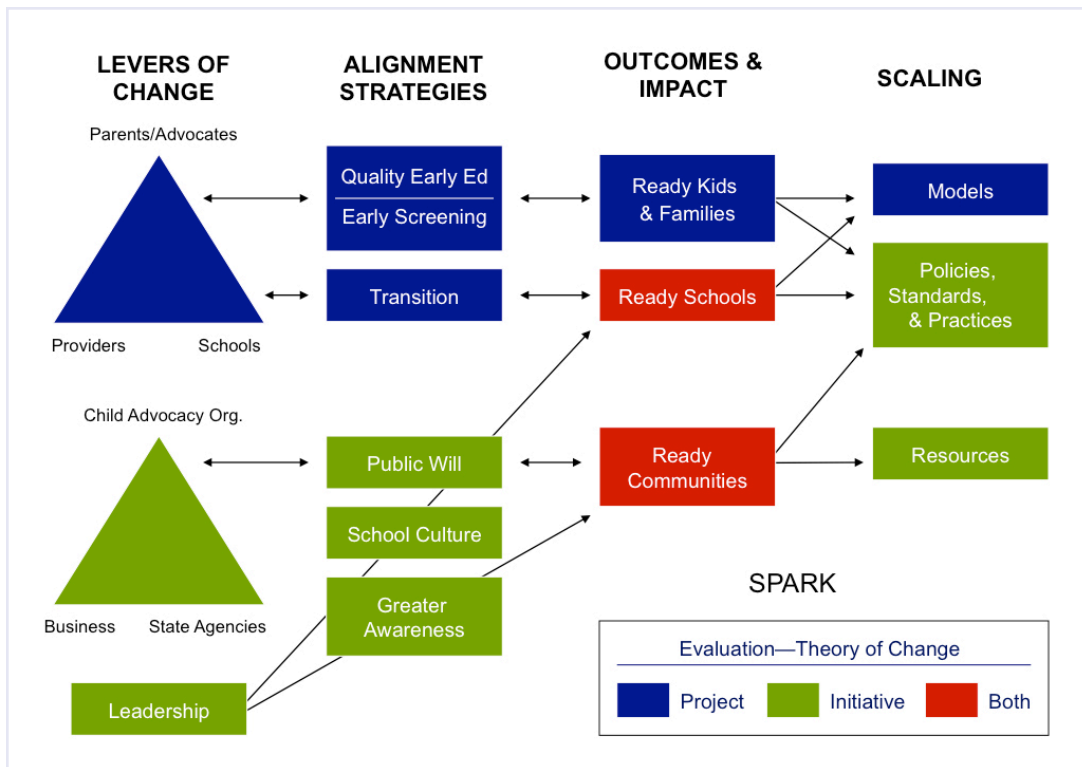 LEVERS OF
CHANGE
ALIGNMENT
STRATEGIES
OUTCOMES &
IMPACT
SCALING
Parents/Advocates
Providers
Schools
Quality Early Ed
Early Screening
Transition
Ready Kids
& Families
Ready Schools
Models
Policies,
Standards,
& Practices
Child Advocacy Org.
Business
State Agencies
Leadership
Public Will
School Culture
Greater
Awareness
Ready
Communities
Resources
SPARK
Evaluation—Theory of Change
Project
Initiative
Both